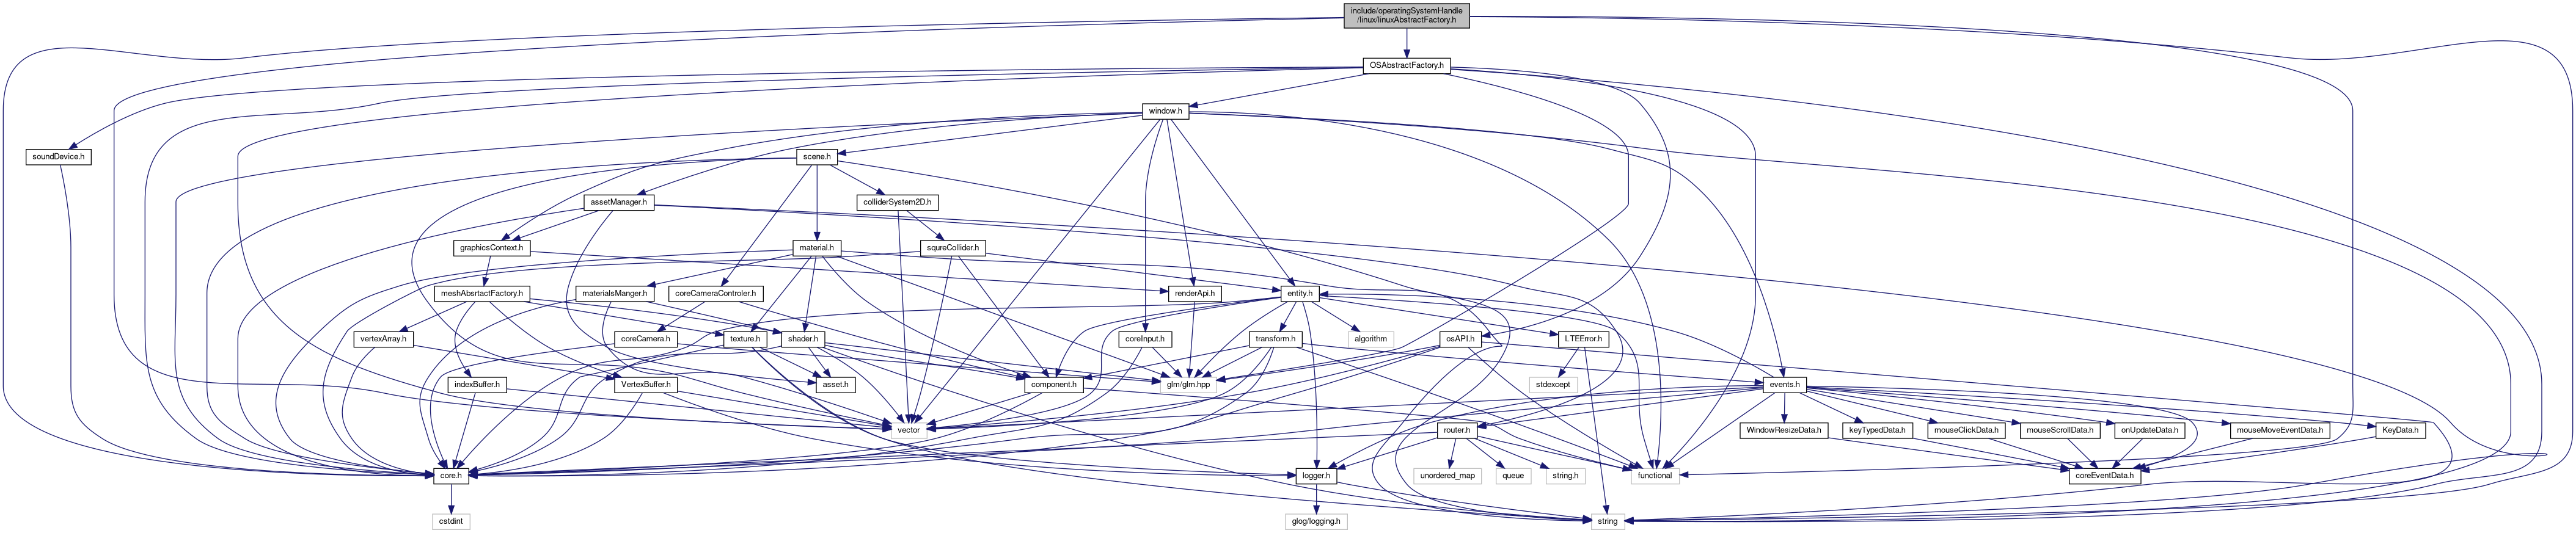 include/operatingSystemHandle
/linux/linuxAbstractFactory.h
OSAbstractFactory.h
window.h
soundDevice.h
scene.h
assetManager.h
colliderSystem2D.h
graphicsContext.h
material.h
squreCollider.h
meshAbsrtactFactory.h
materialsManger.h
coreCameraControler.h
renderApi.h
entity.h
vertexArray.h
coreCamera.h
texture.h
shader.h
coreInput.h
transform.h
algorithm
osAPI.h
LTEError.h
indexBuffer.h
VertexBuffer.h
asset.h
component.h
glm/glm.hpp
stdexcept
events.h
vector
router.h
WindowResizeData.h
keyTypedData.h
mouseClickData.h
mouseScrollData.h
onUpdateData.h
mouseMoveEventData.h
KeyData.h
core.h
logger.h
unordered_map
queue
string.h
functional
coreEventData.h
cstdint
glog/logging.h
string